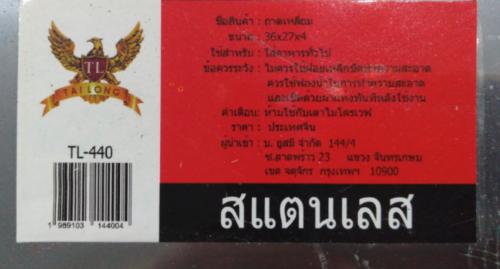 TL
TAI LONG
TL-440
1 989103 144004
ชื่อสินค้า : ถาดเหลี่ยม
ขนาด : 36x27x4
ใช้สำหรับ : ใส่อาหารทั่วไป
ข้อควรระวัง : ไม่ควรใช้ฝอยเหล็กขัดทำความสะอาด
ควรใช้ฟองน้ำในการทำความสะอาด
และเช็ดด้วยผ้าแห้งทันทีหลังใช้งาน
คำเตือน: ห้ามใช้กับเตาไมโครเวฟ
ราคา : ประเทศจีน
ผู้นำเข้า : บ. ยูสมี จำกัด 144/4
ซ.ลาดพร้าว 23 แขวง จันทรเกษม
เขต จตุจักร กรุงเทพฯ 10900
สแตนเลส